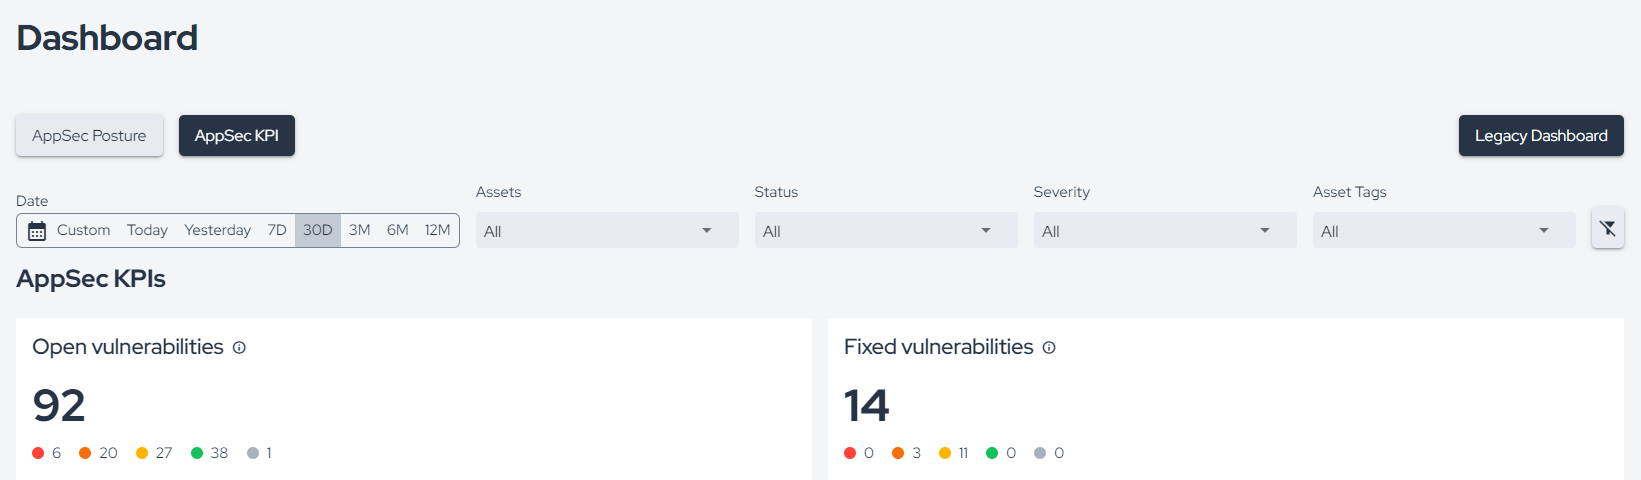 Dashboard
AppSec Posture
AppSec KPI
Legacy Dashboard
Date
Custom Today Yesterday 7D 30D 3M 6M 12M
Assets
All
Status
All
Severity
All
Asset Tags
All
AppSec KPIs
Open vulnerabilities
92
6 20 27 38 1
Fixed vulnerabilities
14
0 3 11 0 0